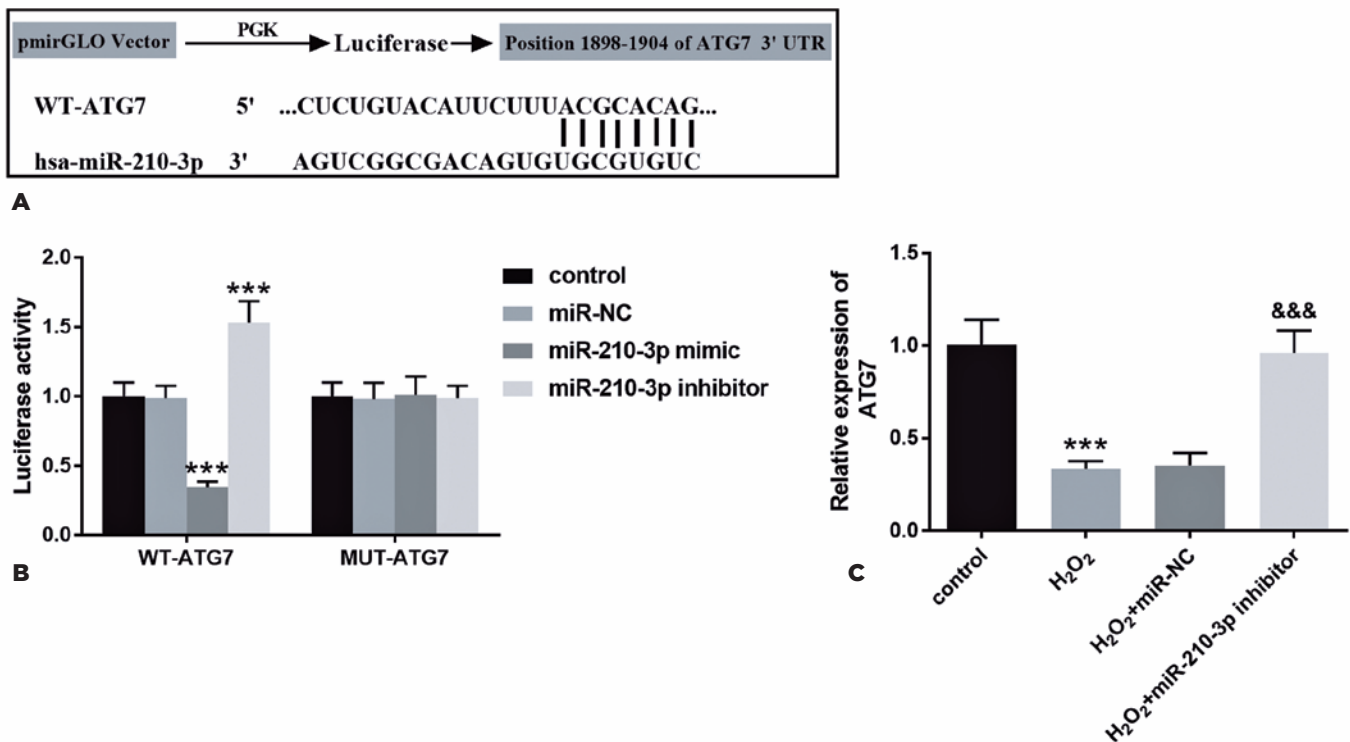 pmirGLO Vector PGK Luciferase Position 1898-1904 of ATG7 3' UTR
WT-ATG7 5' ...CUCUGUACAUUCUUUACGCACAG...
hsa-miR-210-3p 3' AGUCGGCGACAGUGUGCGUGUC
A
2.0
1.5
1.0
0.5
0.0
Luciferase activity
***
***
WT-ATG7 MUT-ATG7
control
miR-NC
miR-210-3p mimic
miR-210-3p inhibitor
B
1.5
1.0
0.5
0.0
Relative expression of
ATG7
***
&&&
control
H₂O₂
H₂O₂+miR-NC
H₂O₂+miR-210-3p inhibitor
C